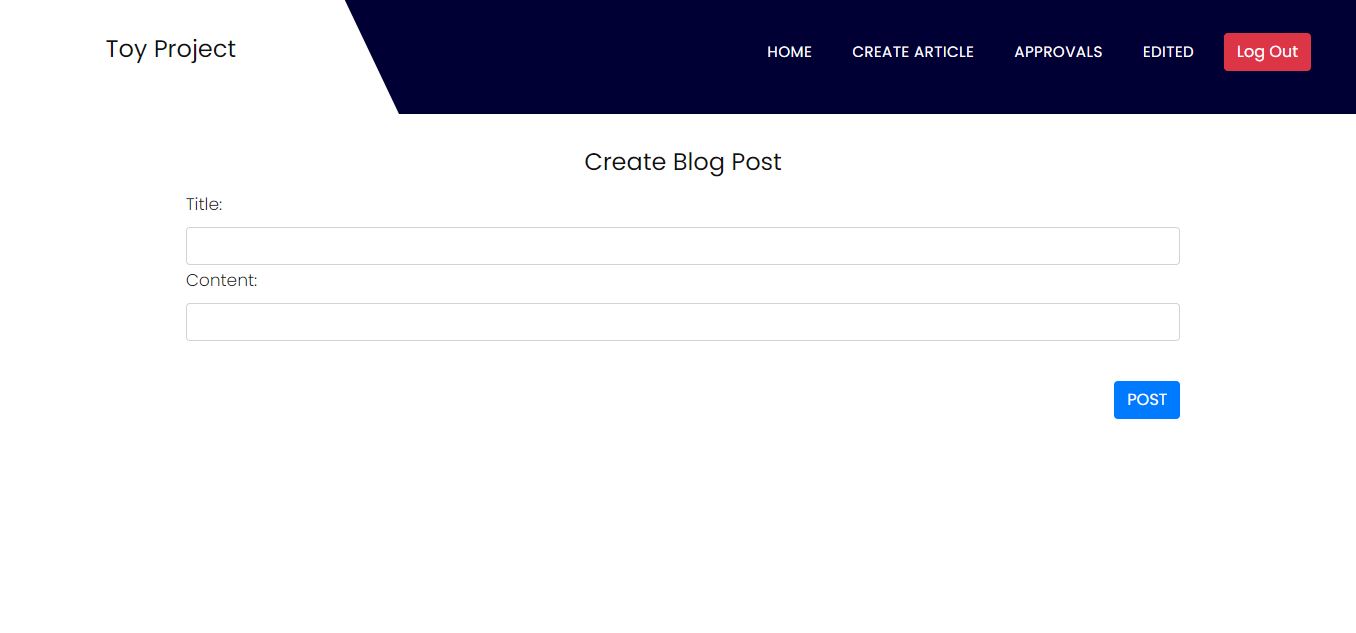 Toy Project
HOME CREATE ARTICLE APPROVALS EDITED Log Out
Create Blog Post
Title:
Content:
POST